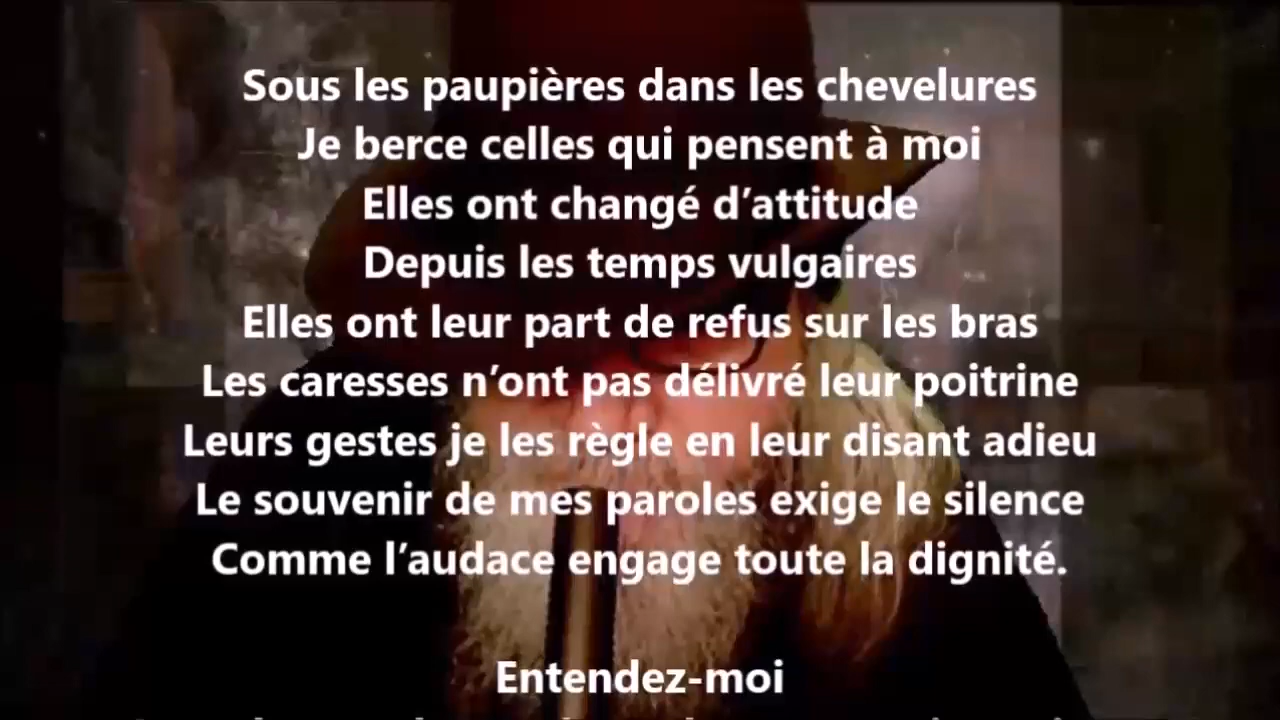 Sous les paupières dans les chevelures
Je berce celles qui pensent à moi
Elles ont changé d’attitude
Depuis les temps vulgaires
Elles ont leur part de refus sur les bras
Les caresses n’ont pas délivré leur poitrine
Leurs gestes je les règle en leur disant adieu
Le souvenir de mes paroles exige le silence
Comme l’audace engage toute la dignité.
Entendez-moi